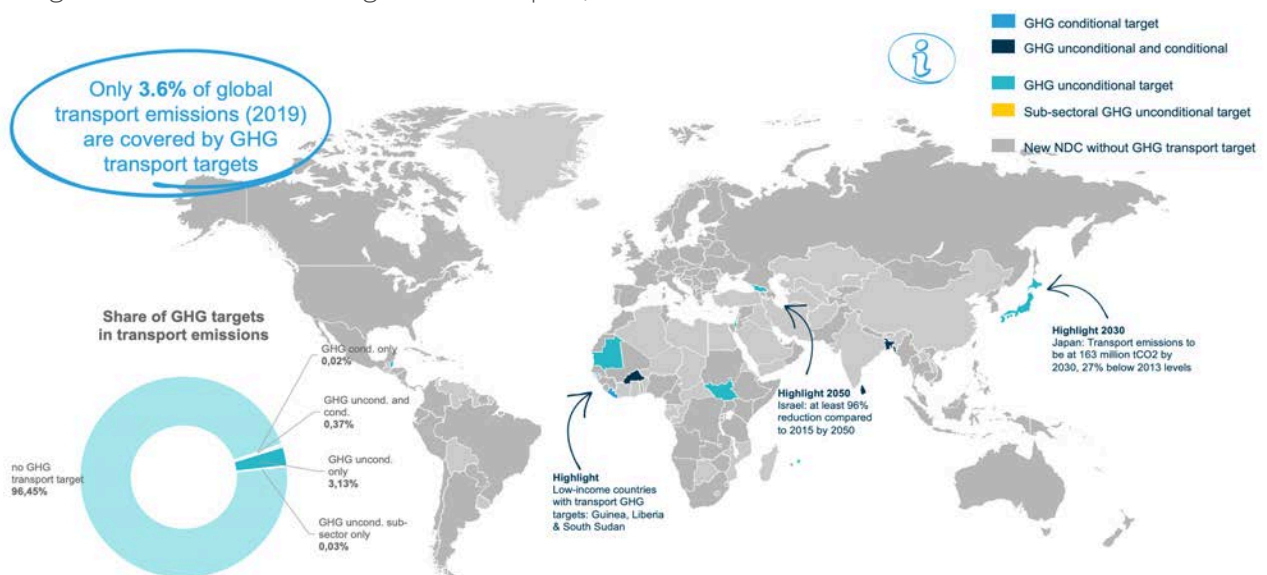 Only 3.6% of global
transport emissions (2019)
are covered by GHG
transport targets
GHG conditional target
GHG unconditional and conditional
GHG unconditional target
Sub-sectoral GHG unconditional target
New NDC without GHG transport target
Share of GHG targets
in transport emissions
GHG cond. only
0,02%
GHG uncond. and
cond.
0,37%
GHG uncond.
only
3,13%
GHG uncond. sub-
sector only
0,03%
no GHG
transport target
96,45%
Highlight
Low-income countries
with transport GHG
targets: Guinea, Liberia
& South Sudan
Highlight 2050
Israel: at least 96%
reduction compared
to 2015 by 2050
Highlight 2030
Japan: Transport emissions to
be at 163 million tCO2 by
2030, 27% below 2013 levels